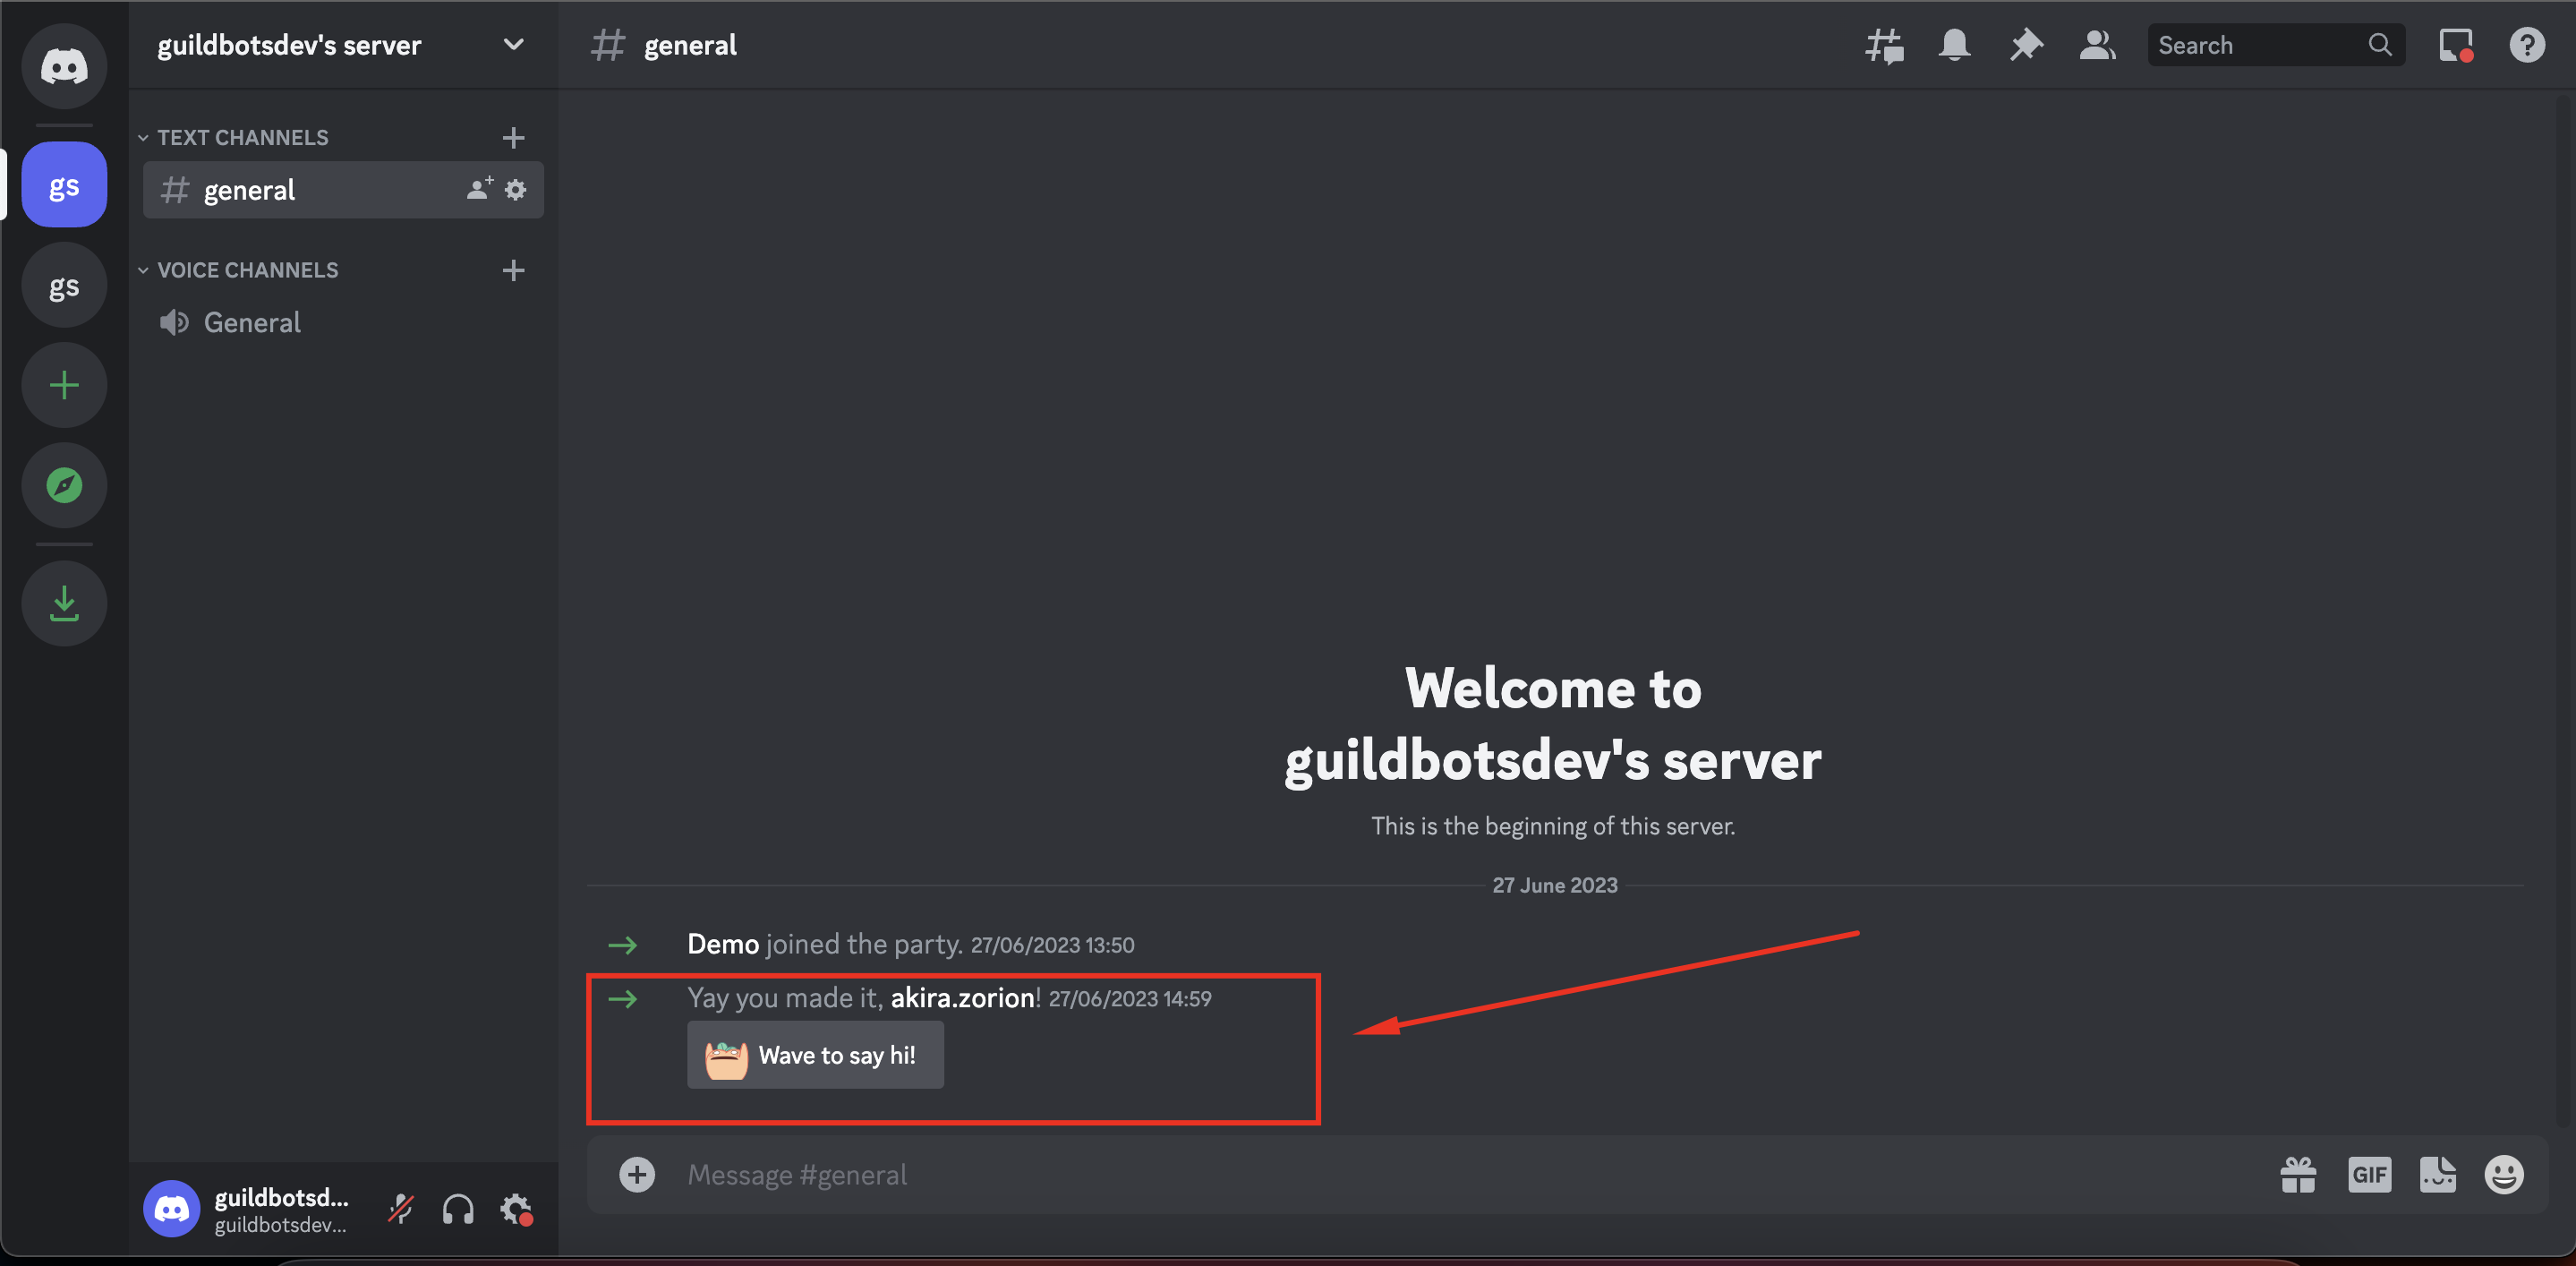 guildbotsdev's server
general
Search
TEXT CHANNELS
gs
general
VOICE CHANNELS
gs
General
Welcome to
guildbotsdev's server
This is the beginning of this server.
27 June 2023
Demo joined the party. 27/06/2023 13:50
Yay you made it, akira.zorion! 27/06/2023 14:59
Wave to say hi!
Message #general
GIF
guildbotsd...
guildbotsdev...